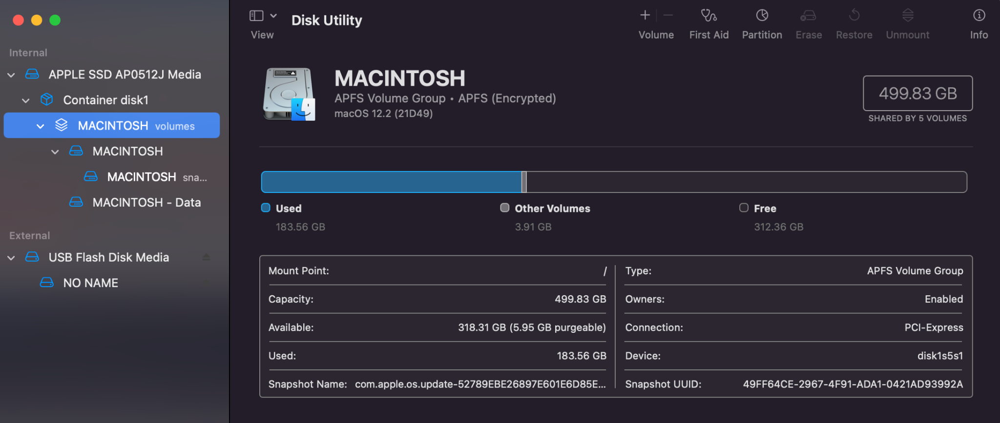 View
Disk Utility
Volume
First Aid
Partition
Erase
Restore
Unmount
Info
Internal
APPLE SSD AP0512J Media
Container disk1
MACINTOSH volumes
MACINTOSH
MACINTOSH sna...
MACINTOSH - Data
External
USB Flash Disk Media
NO NAME
MACINTOSH
APFS Volume Group • APFS (Encrypted)
macOS 12.2 (21D49)
499.83 GB
SHARED BY 5 VOLUMES
Used
183.56 GB
Other Volumes
3.91 GB
Free
312.36 GB
Mount Point: /
Capacity: 499.83 GB
Available: 318.31 GB (5.95 GB purgeable)
Used: 183.56 GB
Snapshot Name: com.apple.os.update-52789EBE26897E601E6D85E...
Type: APFS Volume Group
Owners: Enabled
Connection: PCI-Express
Device: disk1s5s1
Snapshot UUID: 49FF64CE-2967-4F91-ADA1-0421AD93992A